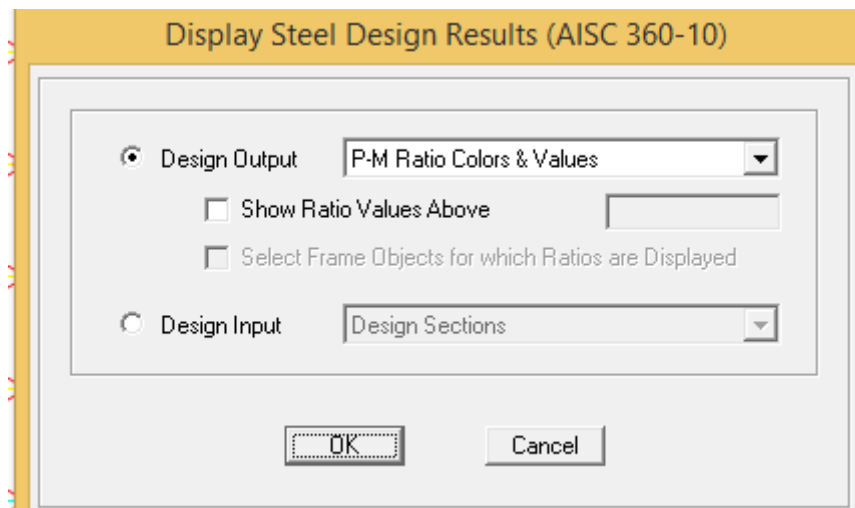 Display Steel Design Results (AISC 360-10)
Design Output P-M Ratio Colors & Values
Show Ratio Values Above
Select Frame Objects for which Ratios are Displayed
Design Input Design Sections
OK Cancel